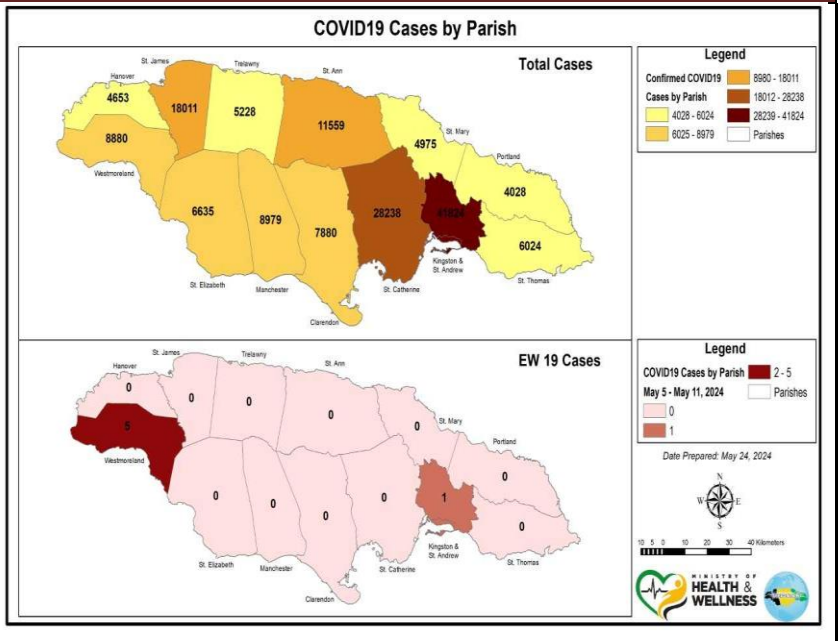 COVID19 Cases by Parish
Total Cases
St. James
Trelawny
St. Ann
Hanover
4653
18011
5228
11559
8880
4975
St. Mary
Portland
Westmoreland
4028
6635
8979
7880
28238
41824
6024
Kingston &
St. Andrew
St. Thomas
St. Elizabeth
Manchester
St. Catherine
Clarendon
Legend
Confirmed COVID19
Cases by Parish
4028 - 6024
6025 - 8979
8980 - 18011
18012 - 28238
28239 - 41824
Parishes
EW 19 Cases
St. James
Trelawny
St. Ann
Hanover
0
0
0
0
0
St. Mary
5
Portland
Westmoreland
0
0
0
0
0
1
0
Kingston &
St. Andrew
St. Thomas
St. Elizabeth
Manchester
St. Catherine
Clarendon
Legend
COVID19 Cases by Parish
May 5 - May 11, 2024
0
1
2 - 5
Parishes
Date Prepared: May 24, 2024
N
W
E
S
10 5 0 10 20 30 40 Kilometers
MINISTRY OF
HEALTH &
WELLNESS